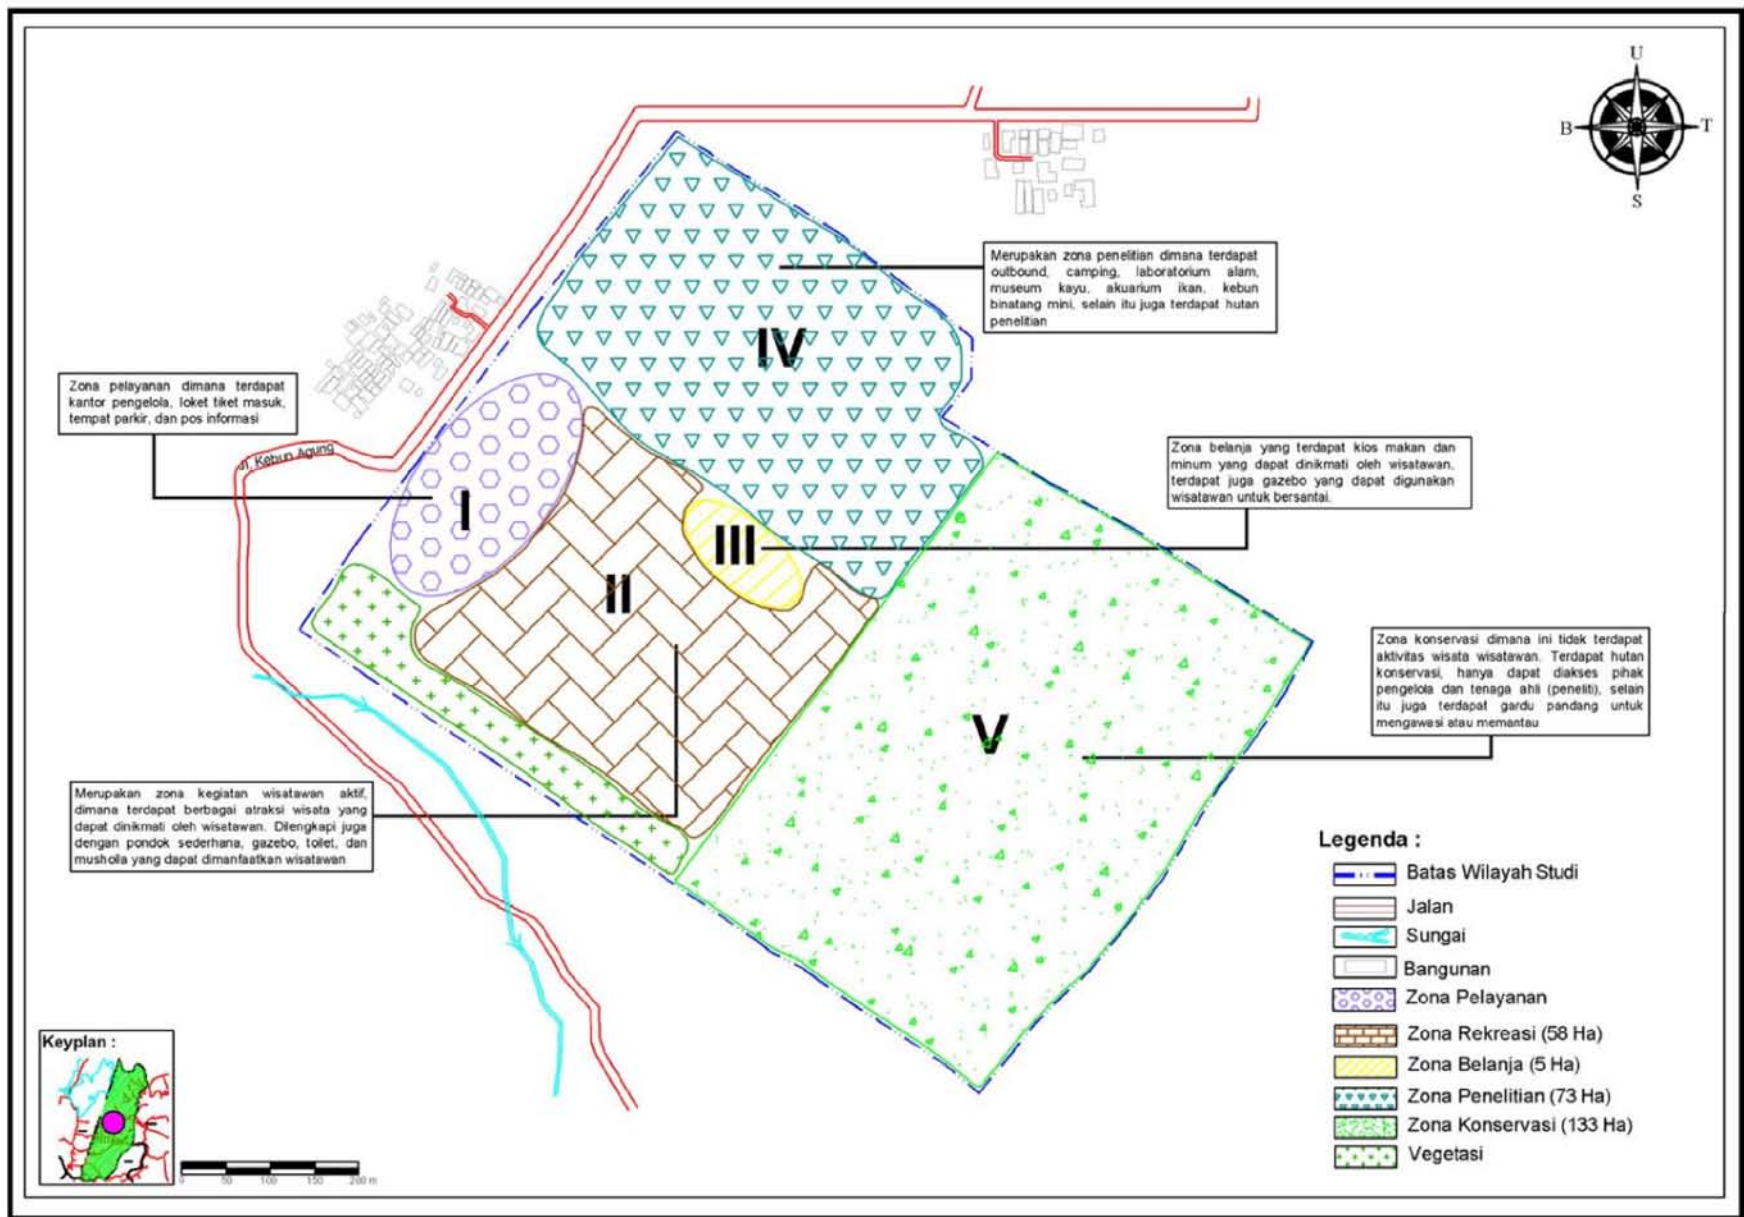 U
B
T
S
Merupakan zona penelitian dimana terdapat
outbound, camping, laboratorium alam,
museum kayu, akuarium ikan, kebun
binatang mini, selain itu juga terdapat hutan
penelitian
IV
Zona pelayanan dimana terdapat
kantor pengelola, loket tiket masuk,
tempat parkir, dan pos informasi
Jl. Kebun Agung
Zona belanja yang terdapat kios makan dan
minum yang dapat dinikmati oleh wisatawan,
terdapat juga gazebo yang dapat digunakan
wisatawan untuk bersantai.
I
III
II
Zona konservasi dimana ini tidak terdapat
aktivitas wisata wisatawan. Terdapat hutan
konservasi, hanya dapat diakses pihak
pengelola dan tenaga ahli (peneliti), selain
itu juga terdapat gardu pandang untuk
mengawasi atau memantau
V
Merupakan zona kegiatan wisatawan aktif,
dimana terdapat berbagai atraksi wisata yang
dapat dinikmati oleh wisatawan. Dilengkapi juga
dengan pondok sederhana, gazebo, toilet, dan
musholla yang dapat dimanfaatkan wisatawan
Legenda :
Batas Wilayah Studi
Jalan
Sungai
Bangunan
Zona Pelayanan
Zona Rekreasi (58 Ha)
Zona Belanja (5 Ha)
Zona Penelitian (73 Ha)
Zona Konservasi (133 Ha)
Vegetasi
Keyplan :
0 50 100 150 200 m